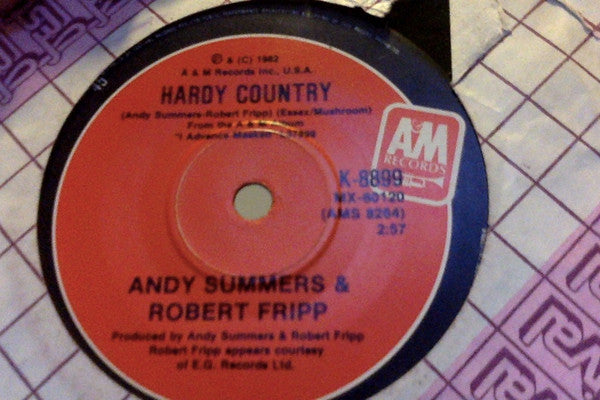 ℗ & (C) 1982
A & M Records Inc., U.S.A.
HARDY COUNTRY
(Andy Summers-Robert Fripp) (Essex/Mushroom)
From the A & M Album
"I Advance Masked"
A&M
RECORDS
K-8899
MX-60120
(AMS 8264)
2:57
45
ANDY SUMMERS &
ROBERT FRIPP
Produced by Andy Summers & Robert Fripp
Robert Fripp appears courtesy
of E.G. Records Ltd.